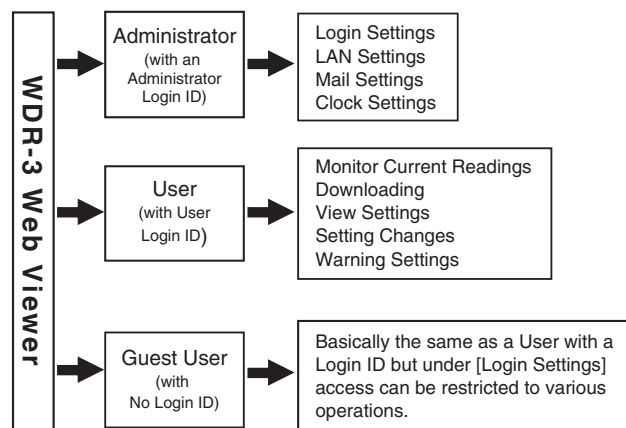 WDR-3 Web Viewer
Administrator
(with an
Administrator
Login ID)
Login Settings
LAN Settings
Mail Settings
Clock Settings
User
(with User
Login ID)
Monitor Current Readings
Downloading
View Settings
Setting Changes
Warning Settings
Guest User
(with
No Login ID)
Basically the same as a User with a
Login ID but under [Login Settings]
access can be restricted to various
operations.